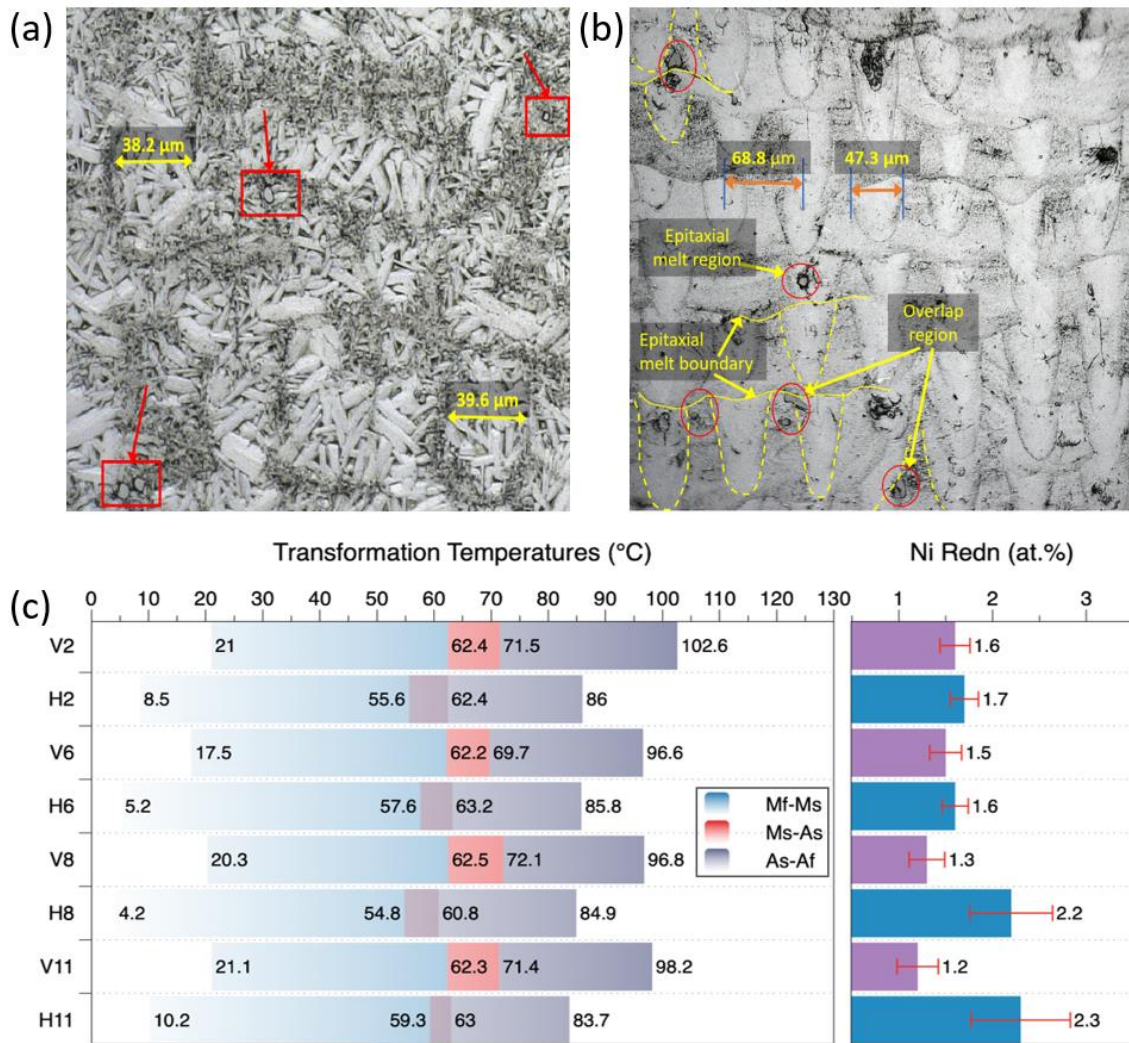 (a)
38.2 µm
39.6 µm
(b)
68.8 µm
47.3 µm
Epitaxial
melt region
Overlap
region
Epitaxial
melt boundary
(c)
Transformation Temperatures (°C)
Ni Redn (at.%)
0 10 20 30 40 50 60 70 80 90 100 110 120 130
1 2 3
V2 21 62.4 71.5 102.6 1.6
H2 8.5 55.6 62.4 86 1.7
V6 17.5 62.2 69.7 96.6 1.5
H6 5.2 57.6 63.2 85.8 1.6
Mf-Ms
Ms-As
As-Af
V8 20.3 62.5 72.1 96.8 1.3
H8 4.2 54.8 60.8 84.9 2.2
V11 21.1 62.3 71.4 98.2 1.2
H11 10.2 59.3 63 83.7 2.3